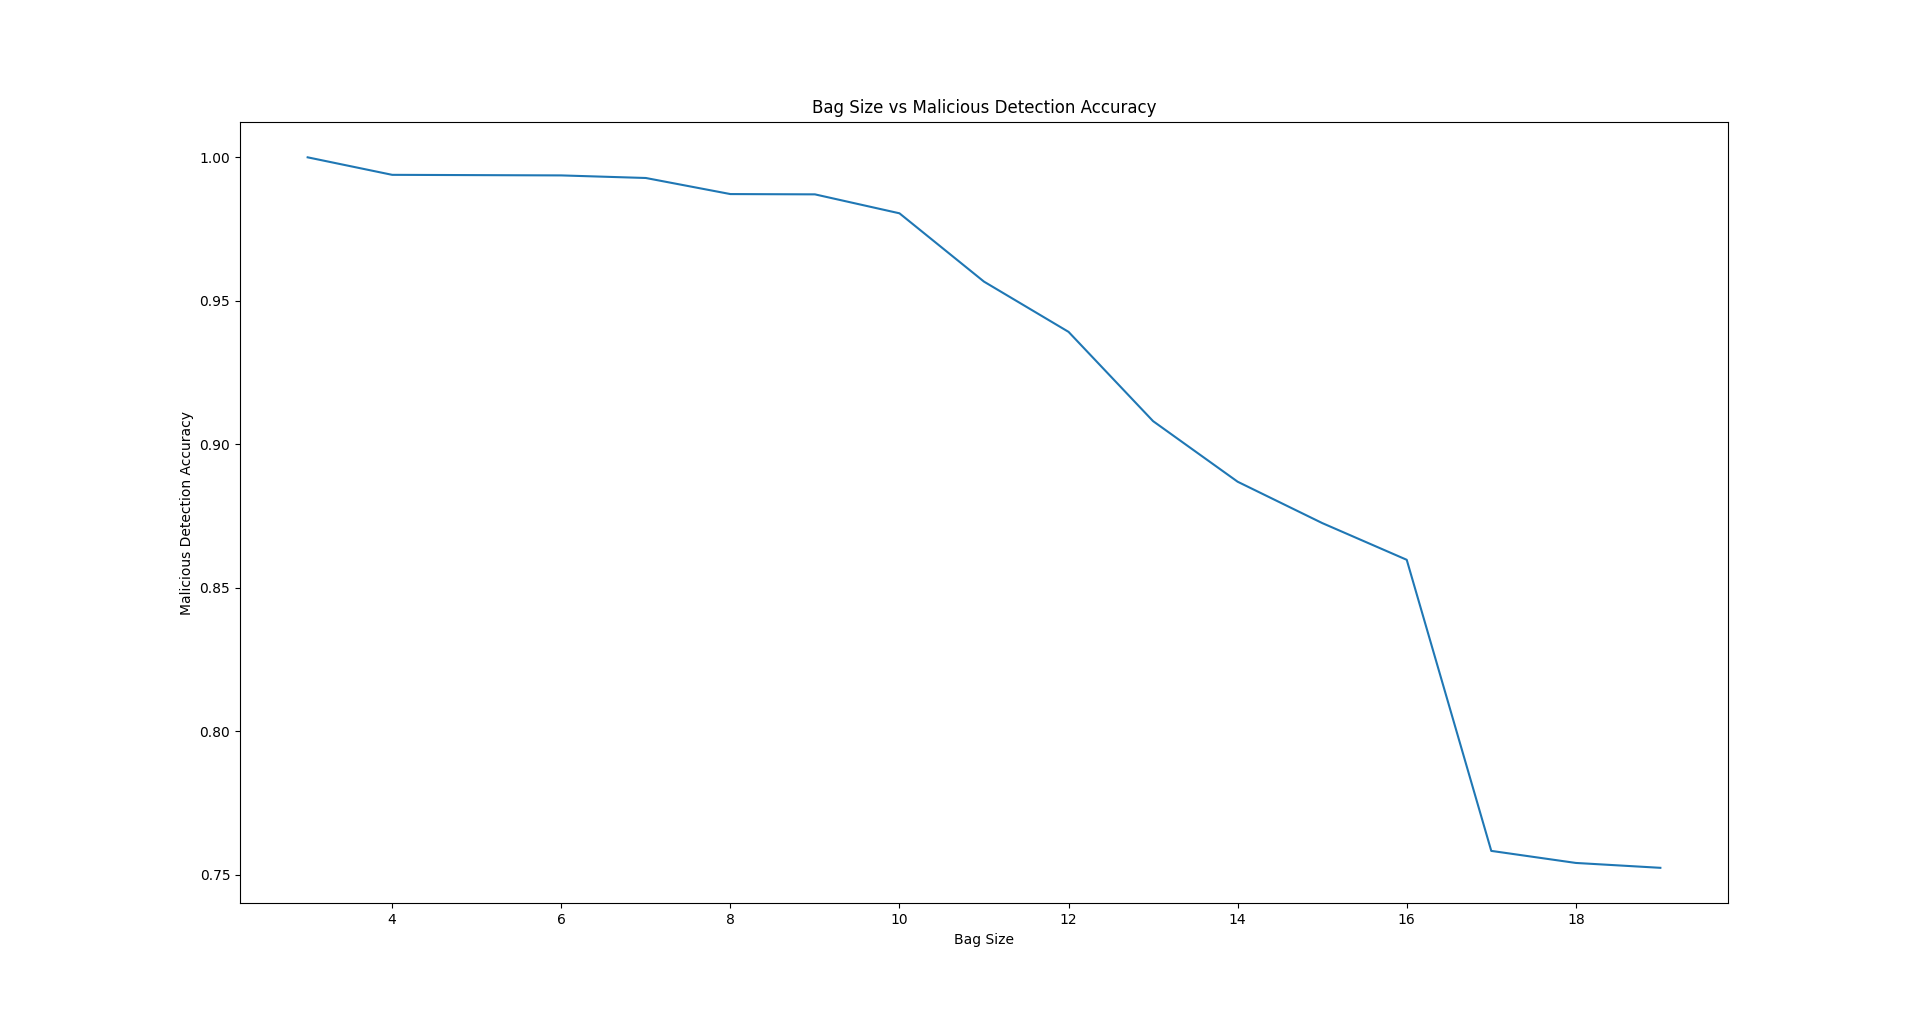 Bag Size vs Malicious Detection Accuracy
1.00
0.95
0.90
0.85
0.80
0.75
Malicious Detection Accuracy
4 6 8 10 12 14 16 18
Bag Size